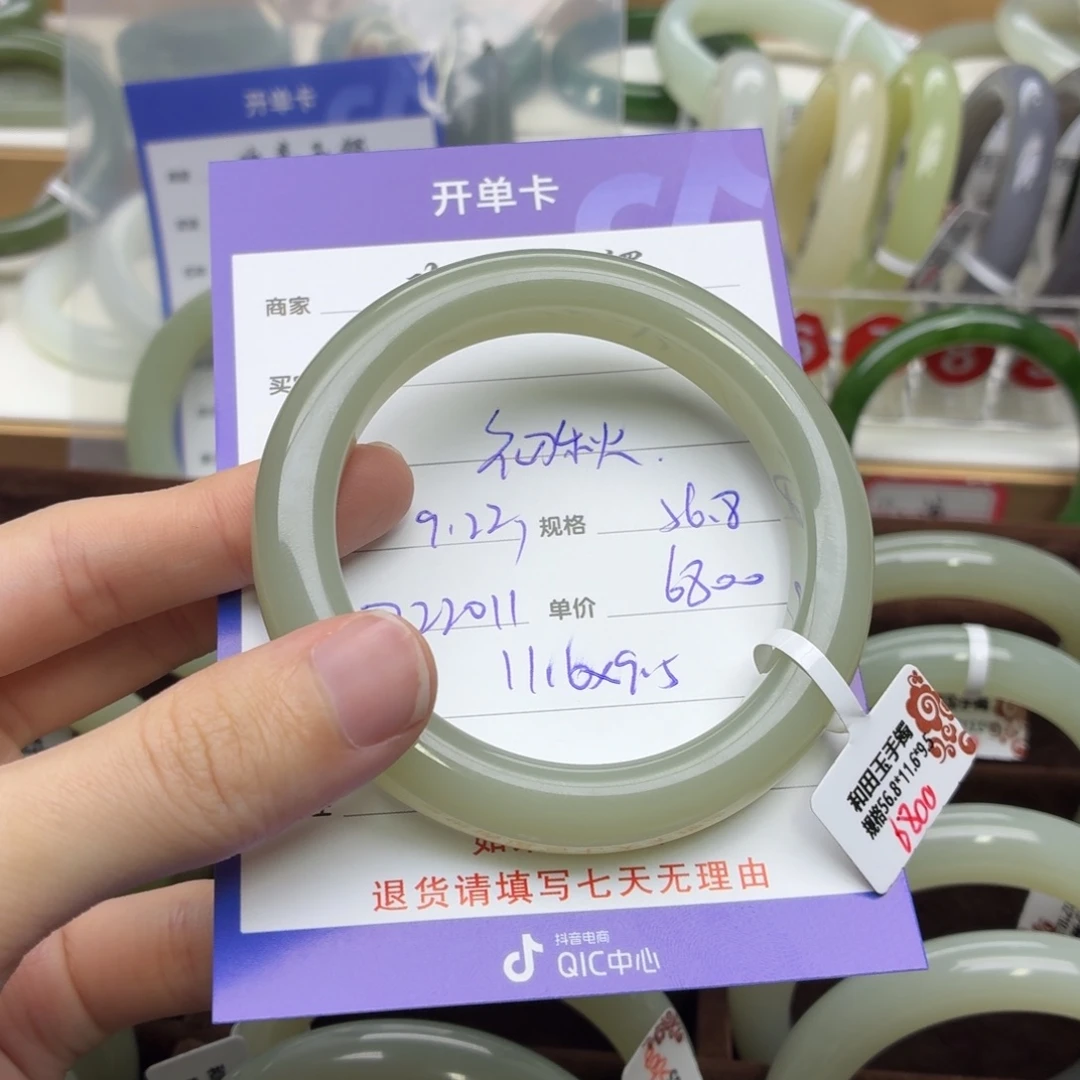 开单卡
开单卡
商家
买
初秋.
9.22, 规格 56.8
22011 单价 6800
11.6x9.5
和田玉手镯
规格56.8*11.6*9.5
6800
退货请填写七天无理由
抖音电商
QIC中心